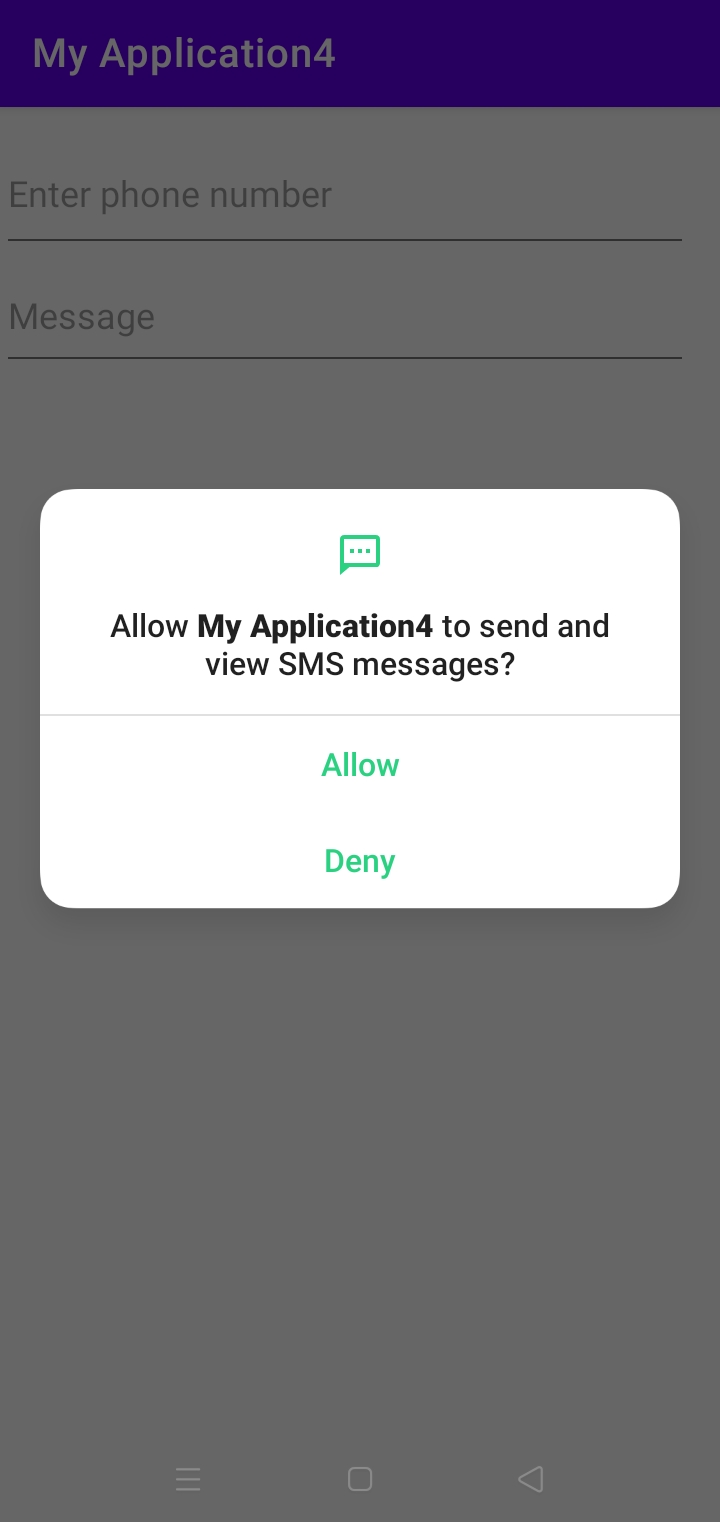 My Application4
Enter phone number
Message
Allow My Application4 to send and
view SMS messages?
Allow
Deny